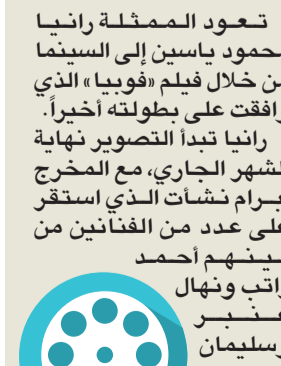 تعود الممثلة رانيا
محمود ياسين إلى السينما
من خلال فيلم «فوبيا» الذي
وافقت على بطولته أخيراً.
رانيا تبدأ التصوير نهاية
الشهر الجاري، مع المخرج
بيرام نشأت الذي استقر
على عدد من الفنانين من
بينهم أحمد
راتب ونهال
عنبر
وسليمان